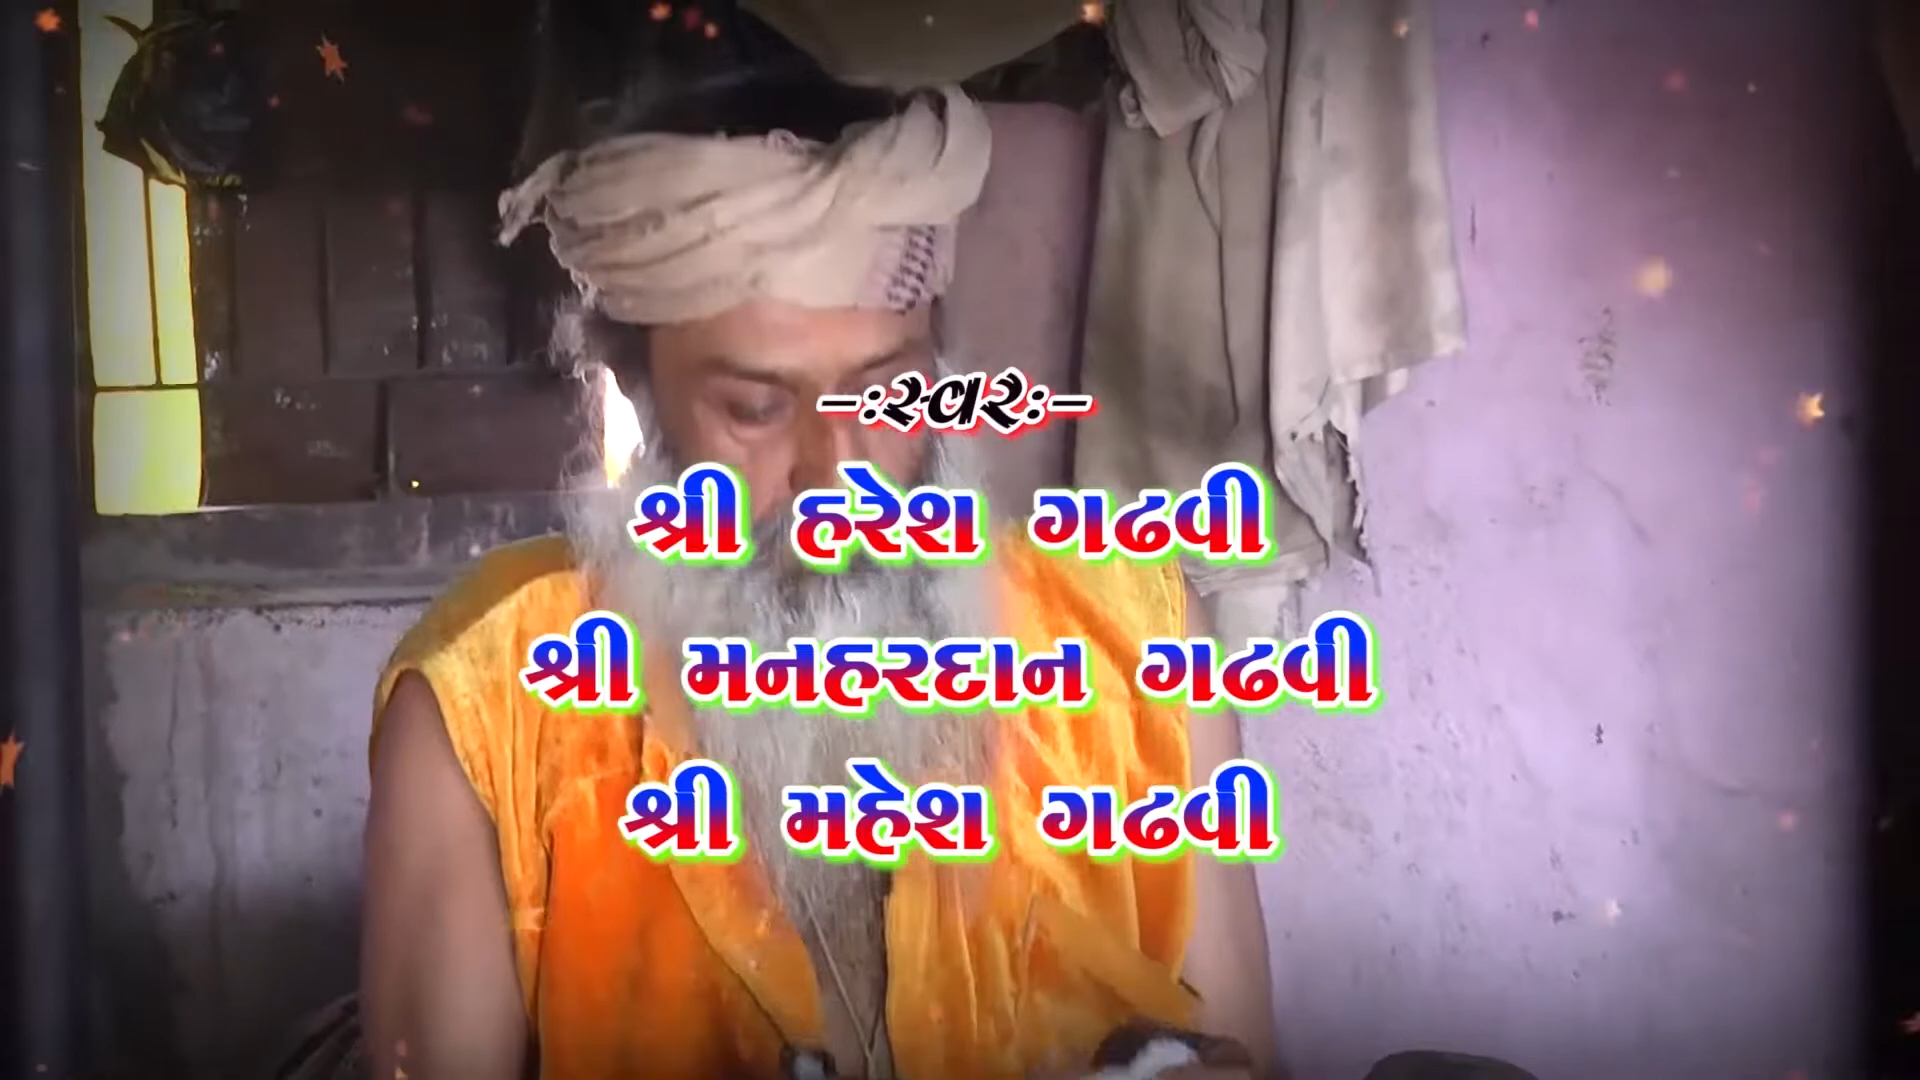 -:સ્વર:-
શ્રી હરેશ ગઢવી
શ્રી મનહરદાન ગઢવી
શ્રી મહેશ ગઢવી